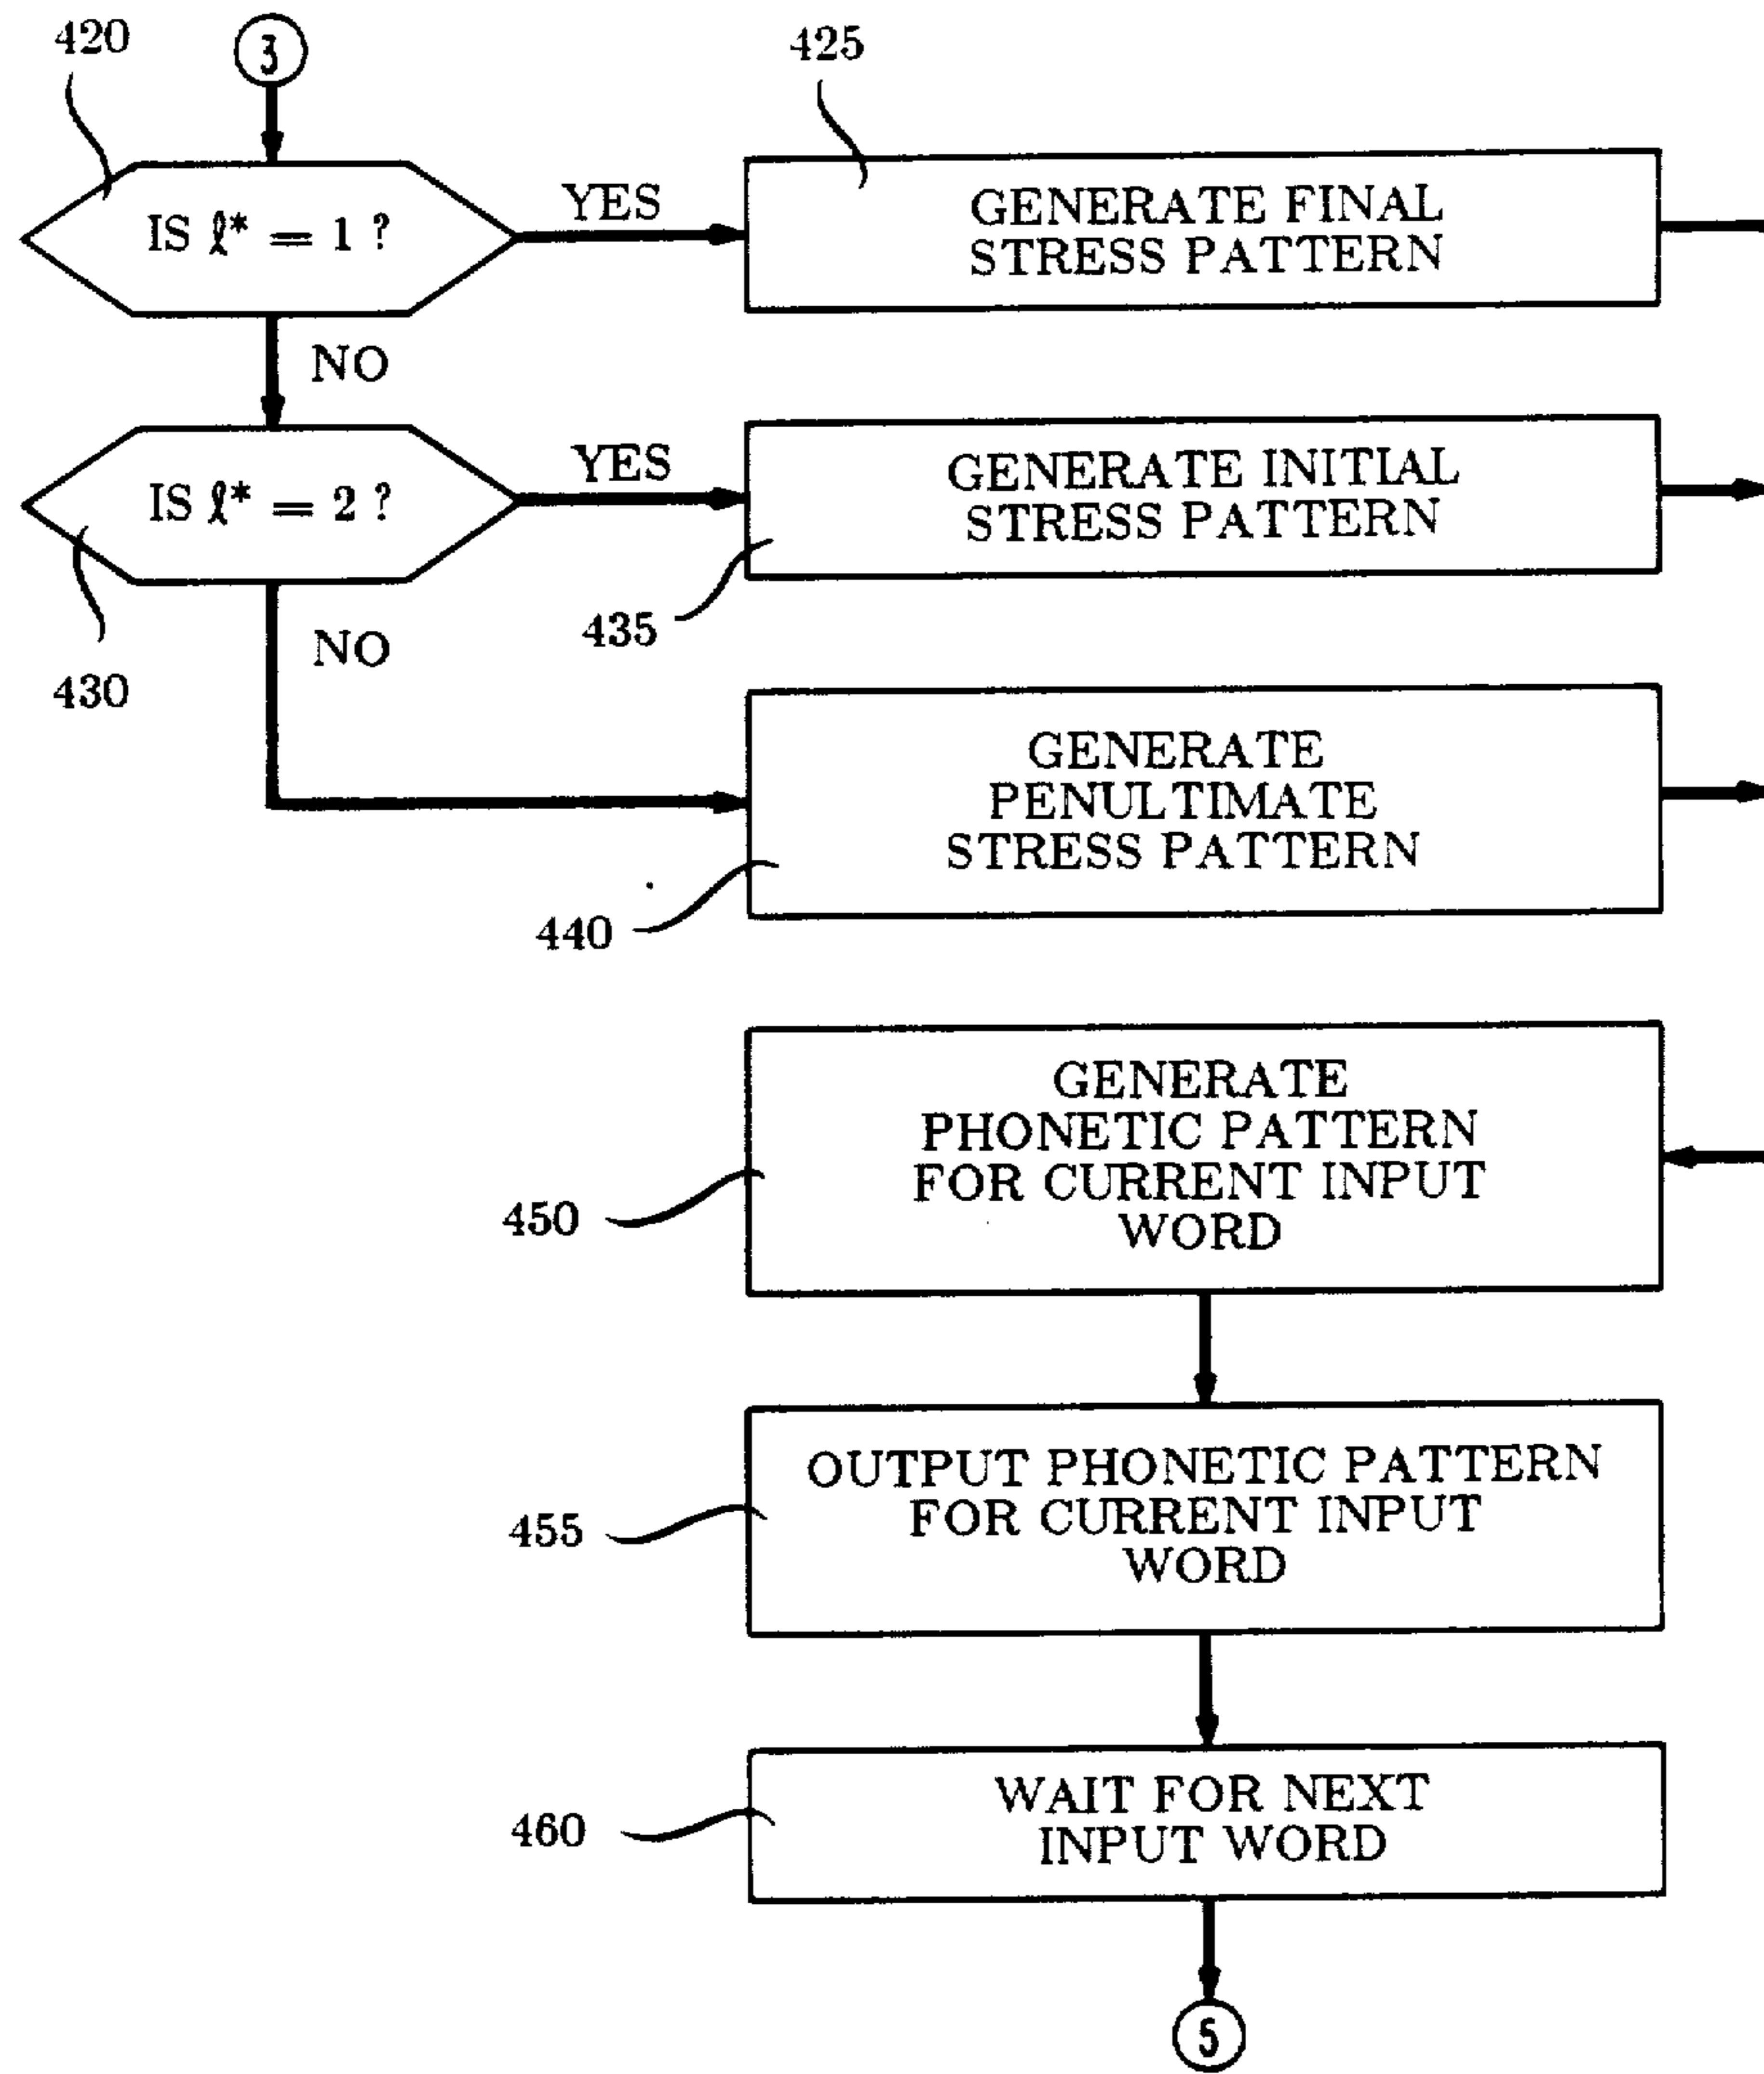 420
3
425
IS ℓ* = 1 ?
YES
GENERATE FINAL
STRESS PATTERN
NO
IS ℓ* = 2 ?
YES
GENERATE INITIAL
STRESS PATTERN
435
NO
430
GENERATE
PENULTIMATE
STRESS PATTERN
440
GENERATE
PHONETIC PATTERN
FOR CURRENT INPUT
WORD
450
OUTPUT PHONETIC PATTERN
FOR CURRENT INPUT
WORD
455
WAIT FOR NEXT
INPUT WORD
460
5